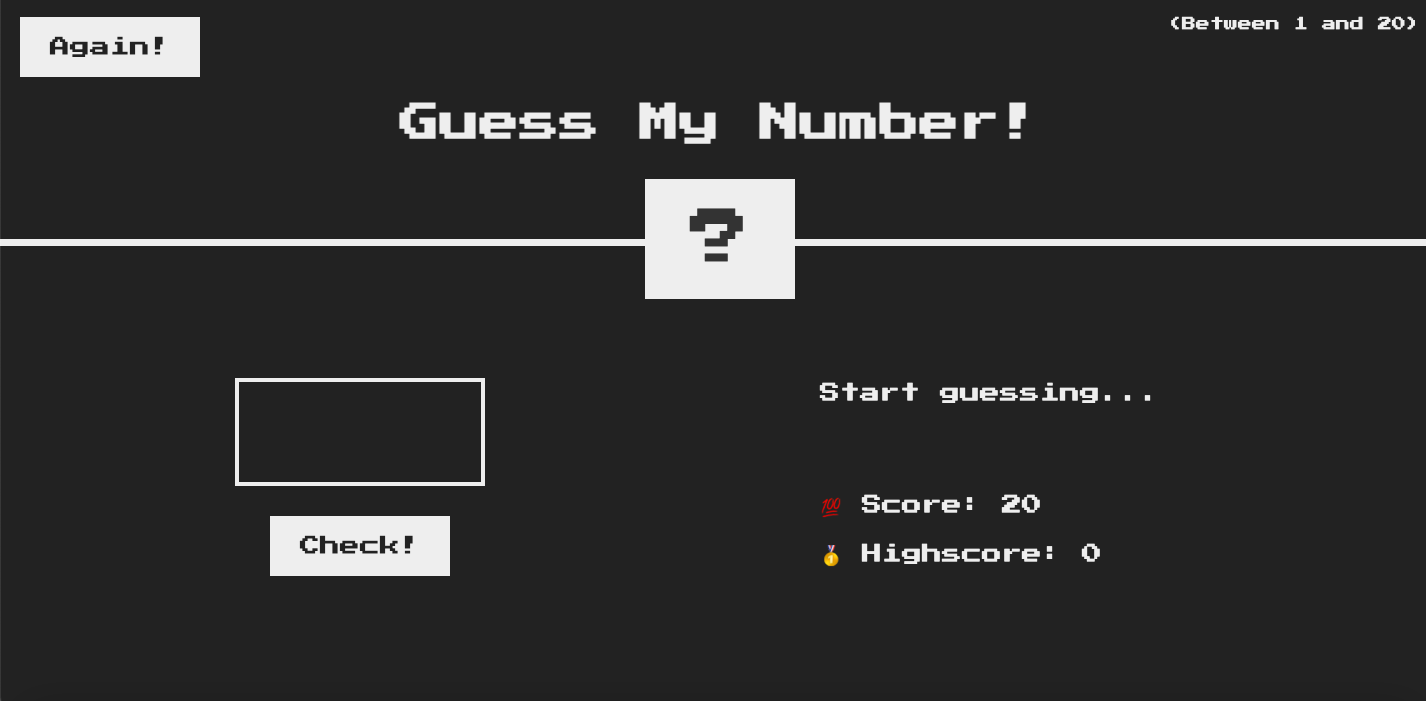 Again!
(Between 1 and 20)
Guess My Number!
?
Start guessing...
💯 Score: 20
Check!
🥇 Highscore: 0